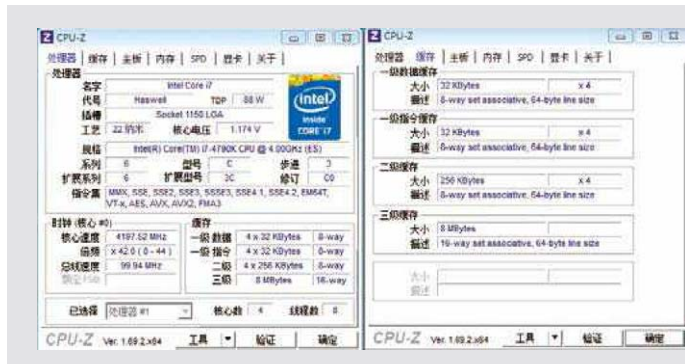 CPU-Z
处理器 缓存 主板 内存 SPD 显卡 关于
处理器
名字 Intel Core i7
代号 Haswell TDP 88 W
插槽 Socket 1150 LGA
工艺 22 纳米 核心电压 1.174 V
规格 Intel(R) Core(TM) i7-4790K CPU @ 4.00GHz (ES)
系列 6 型号 C 步进 3
扩展系列 6 扩展型号 3C 修订 C0
指令集 MMX, SSE, SSE2, SSE3, SSSE3, SSE4.1, SSE4.2, EM64T,
VT-x, AES, AVX, AVX2, FMA3
(intel)
inside
CORE i7
时钟 (核心 #0)
核心速度 4197.52 MHz
倍频 x 42.0 ( 8 - 44 )
总线速度 99.94 MHz
额定 FSB
缓存
一级 数据 4 x 32 KBytes 8-way
一级 指令 4 x 32 KBytes 8-way
二级 4 x 256 KBytes 8-way
三级 8 MBytes 16-way
已选择 处理器 #1 核心数 4 线程数 8
CPU-Z Ver. 1.69.2.x64 工具 验证 确定
CPU-Z
处理器 缓存 主板 内存 SPD 显卡 关于
一级数据缓存
大小 32 KBytes x 4
描述 8-way set associative, 64-byte line size
一级指令缓存
大小 32 KBytes x 4
描述 8-way set associative, 64-byte line size
二级缓存
大小 256 KBytes x 4
描述 8-way set associative, 64-byte line size
三级缓存
大小 8 MBytes
描述 16-way set associative, 64-byte line size
大小
描述
CPU-Z Ver. 1.69.2.x64 工具 验证 确定